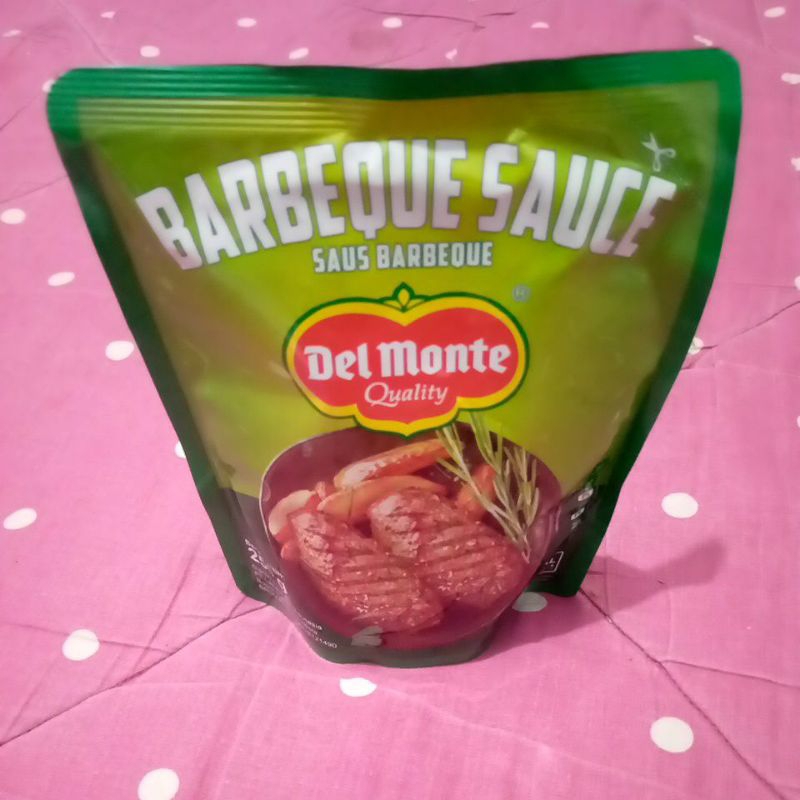 BARBEQUE SAUCE
SAUS BARBEQUE
®
Del Monte
Quality